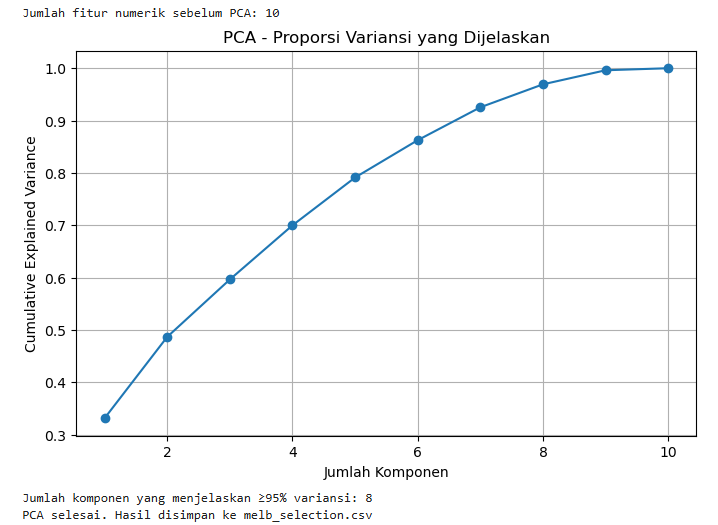 Jumlah fitur numerik sebelum PCA: 10
PCA - Proporsi Variansi yang Dijelaskan
1.0
0.9
0.8
0.7
0.6
0.5
0.4
0.3
Cumulative Explained Variance
2 4 6 8 10
Jumlah Komponen
Jumlah komponen yang menjelaskan ≥95% variansi: 8
PCA selesai. Hasil disimpan ke melb_selection.csv